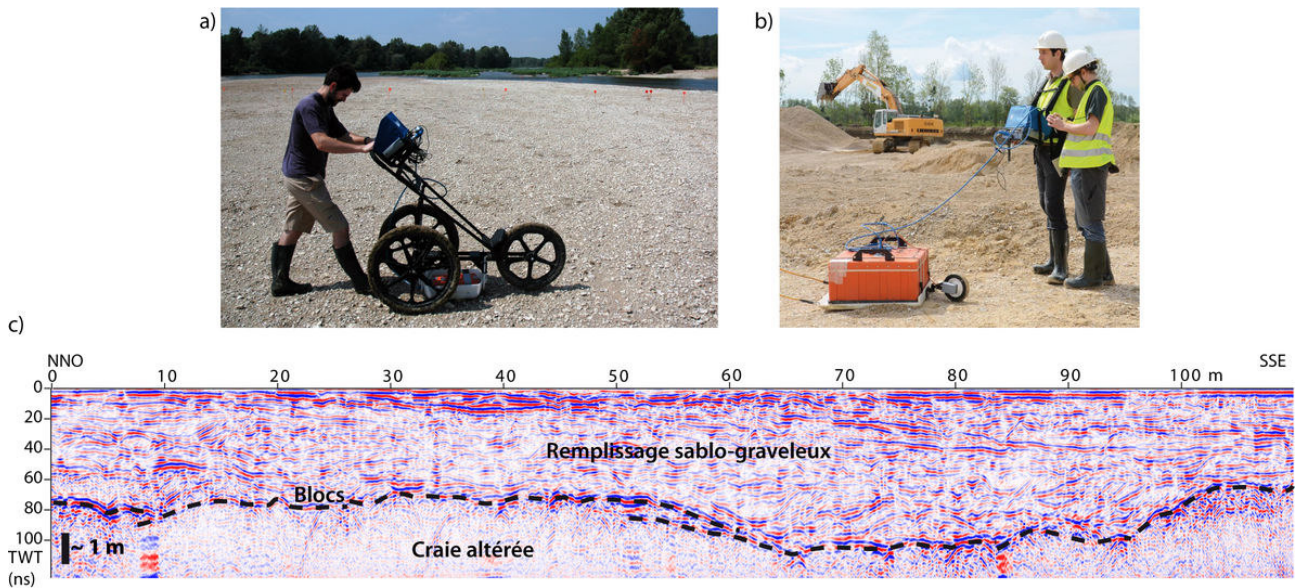 a)
b)
c)
NNO
SSE
0 10 20 30 40 50 60 70 80 90 100 m
0
20
40
Remplissage sablo-graveleux
60
Blocs
80
100
~ 1 m
Craie altérée
TWT
(ns)